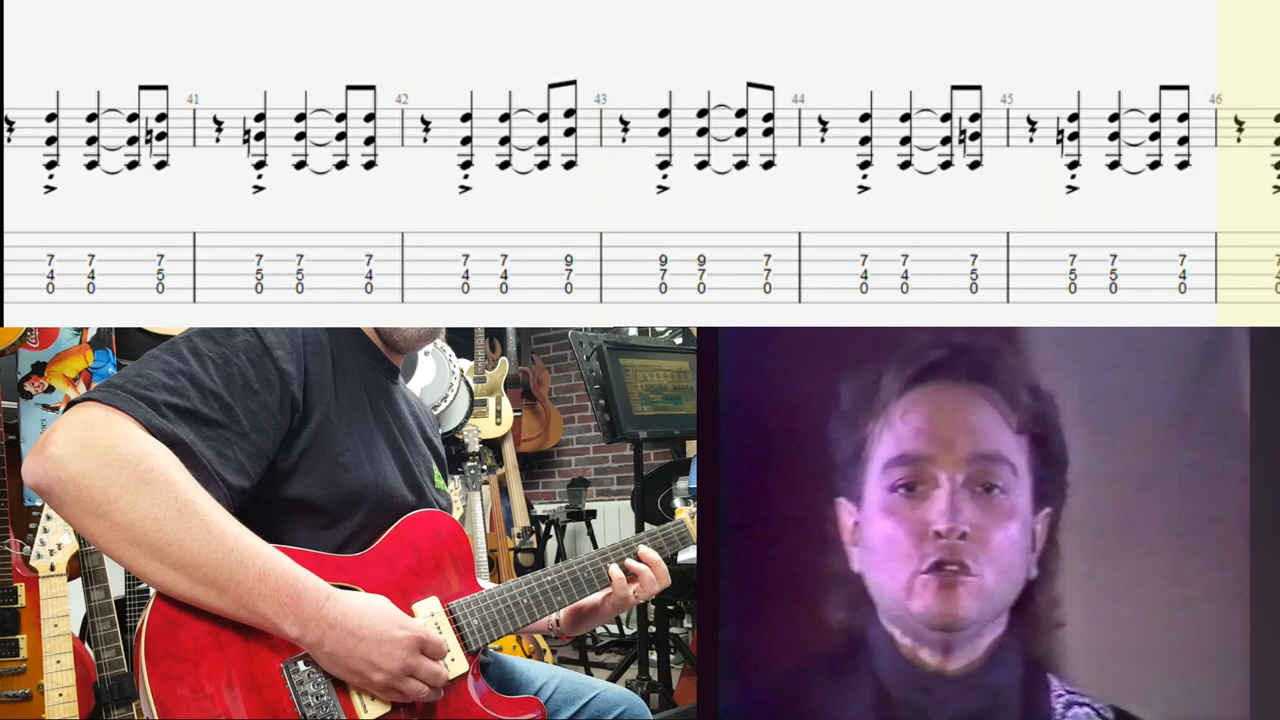 41 42 43 44 45 46
7 7 7 7 7 7 7 7 9 9 9 7 7 7 7 7 7 7 7
4 4 5 5 5 4 4 4 7 7 7 7 4 4 5 5 5 4 4
0 0 0 0 0 0 0 0 0 0 0 0 0 0 0 0 0 0 0